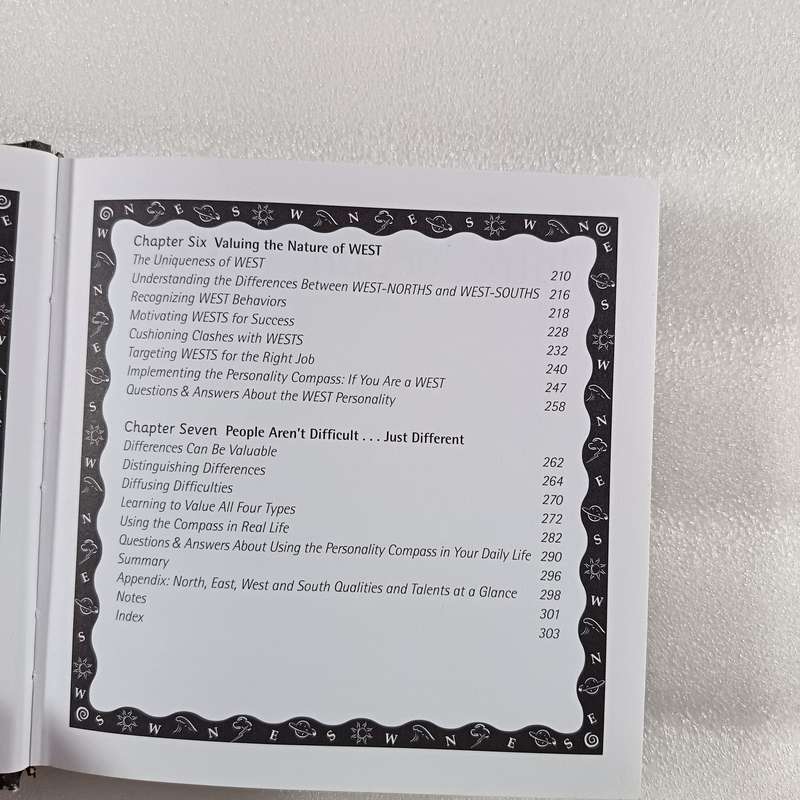 Chapter Six Valuing the Nature of WEST
The Uniqueness of WEST 210
Understanding the Differences Between WEST-NORTHS and WEST-SOUTHS 216
Recognizing WEST Behaviors 218
Motivating WESTS for Success 228
Cushioning Clashes with WESTS 232
Targeting WESTS for the Right Job 240
Implementing the Personality Compass: If You Are a WEST 247
Questions & Answers About the WEST Personality 258
Chapter Seven People Aren't Difficult . . . Just Different
Differences Can Be Valuable 262
Distinguishing Differences 264
Diffusing Difficulties 270
Learning to Value All Four Types 272
Using the Compass in Real Life 282
Questions & Answers About Using the Personality Compass in Your Daily Life 290
Summary 296
Appendix: North, East, West and South Qualities and Talents at a Glance 298
Notes 301
Index 303